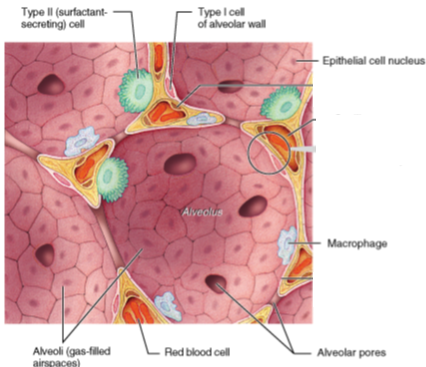 Type II (surfactant-
secreting) cell
Type I cell
of alveolar wall
Epithelial cell nucleus
Alveolus
Macrophage
Alveoli (gas-filled
airspaces)
Red blood cell
Alveolar pores